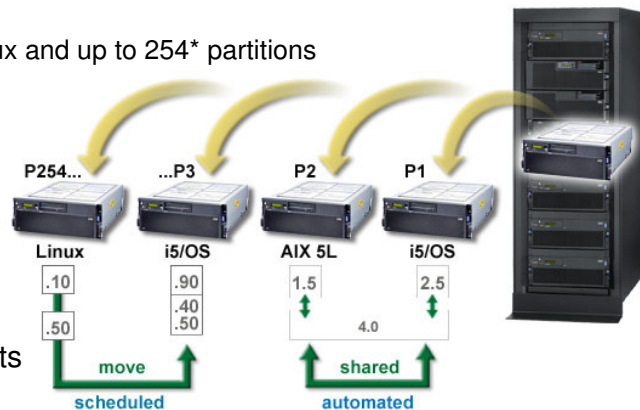 ux and up to 254* partitions
P254... ...P3 P2 P1
Linux i5/OS AIX 5L i5/OS
.10 .90 1.5 2.5
.40
.50 .50
4.0
ts
move shared
scheduled automated